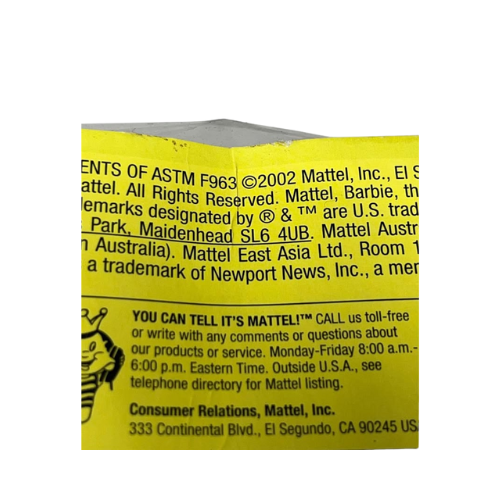 ENTS OF ASTM F963 ©2002 Mattel, Inc., El S
attel. All Rights Reserved. Mattel, Barbie, th
demarks designated by ® & ™ are U.S. trad
Park, Maidenhead SL6 4UB. Mattel Austr
n Australia). Mattel East Asia Ltd., Room 1
a trademark of Newport News, Inc., a mer
YOU CAN TELL IT'S MATTEL!™ CALL us toll-free
or write with any comments or questions about
our products or service. Monday-Friday 8:00 a.m.-
6:00 p.m. Eastern Time. Outside U.S.A., see
telephone directory for Mattel listing.
Consumer Relations, Mattel, Inc.
333 Continental Blvd., El Segundo, CA 90245 US